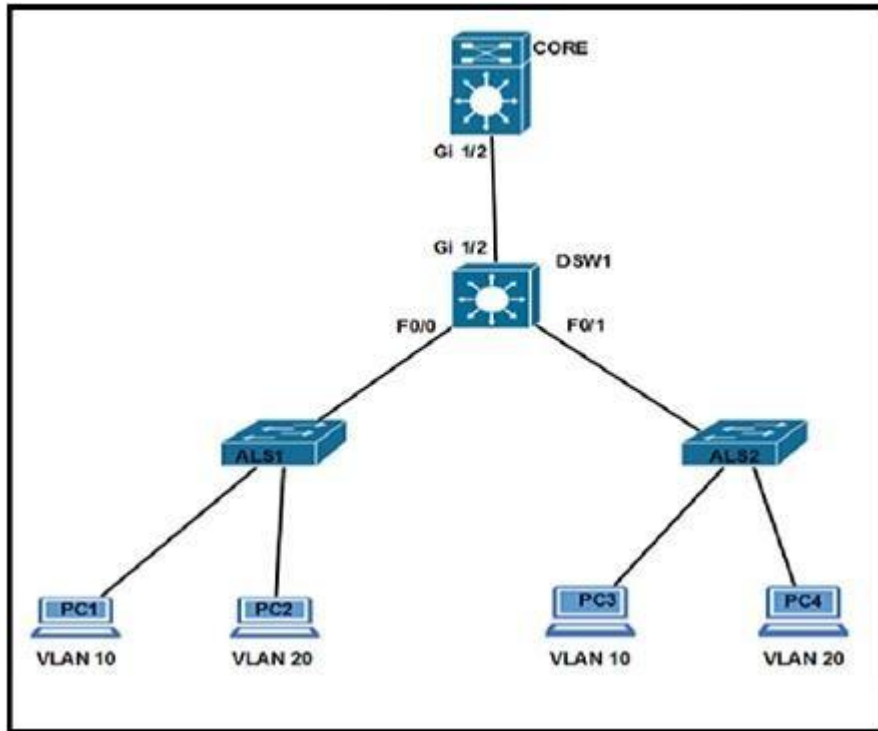 CORE
Gi 1/2
Gi 1/2
DSW1
F0/0
F0/1
ALS1
ALS2
PC1
PC2
PC3
PC4
VLAN 10
VLAN 20
VLAN 10
VLAN 20